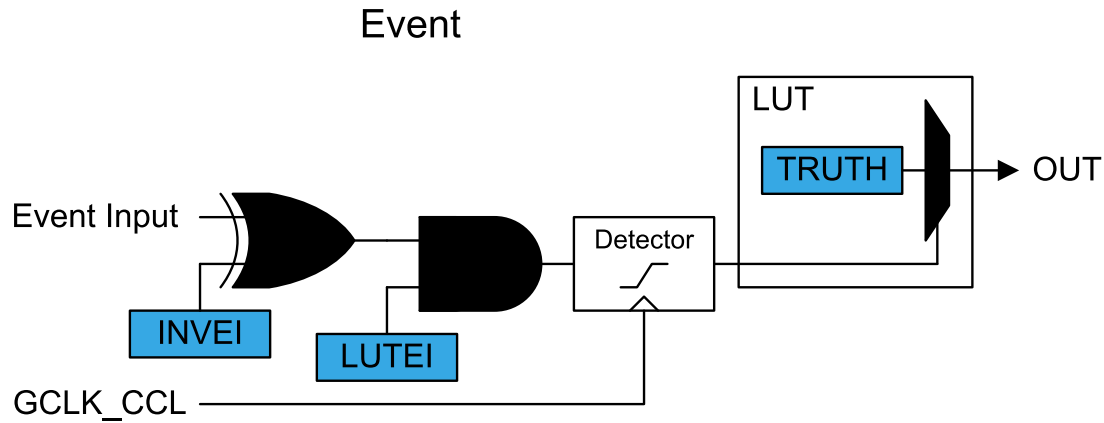 Event
LUT
TRUTH
OUT
Event Input
Detector
INVEI
LUTEI
GCLK_CCL